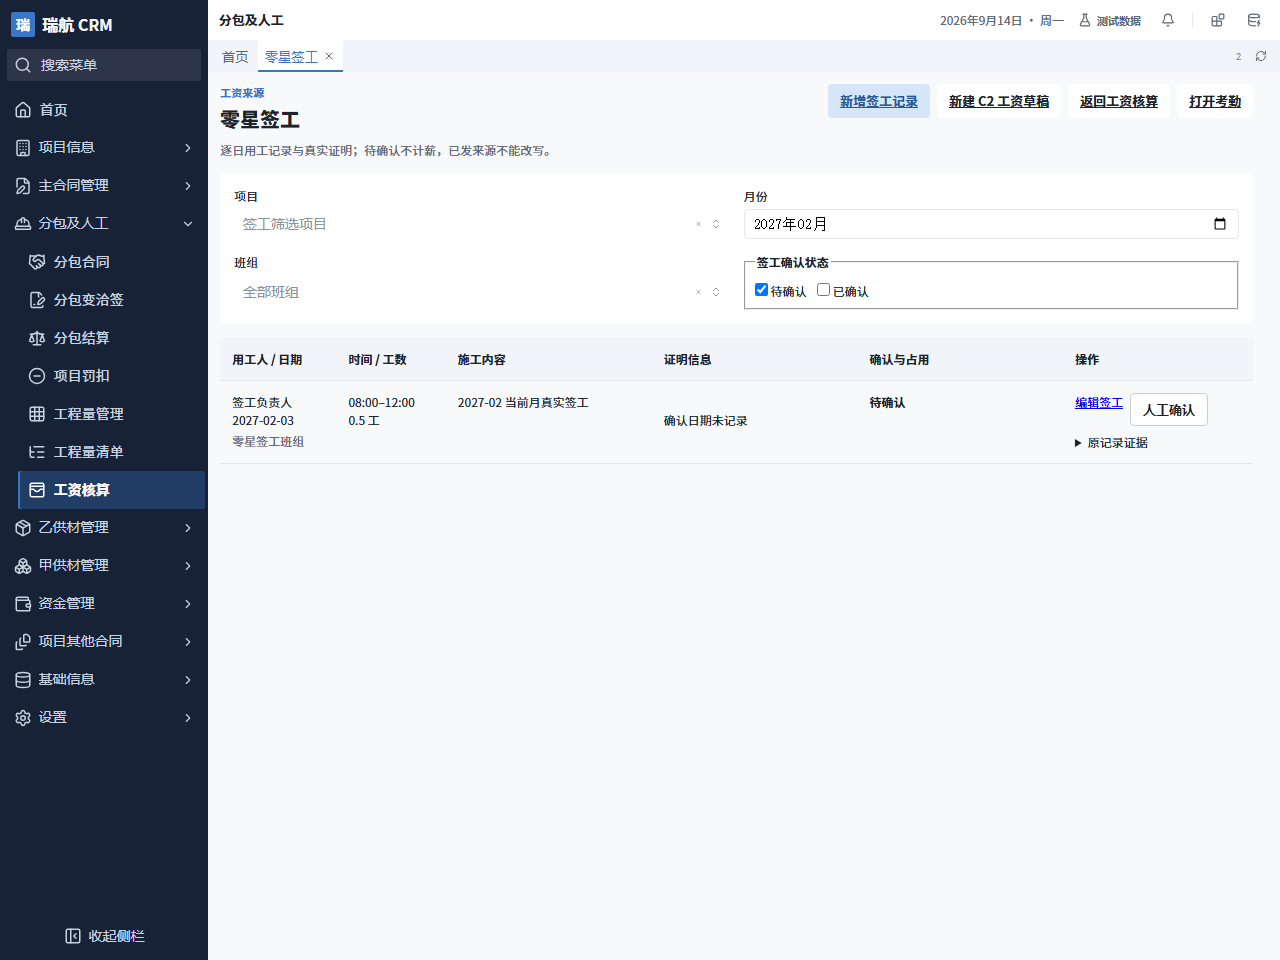 瑞 瑞航 CRM
搜索菜单
首页
项目信息
主合同管理
分包及人工
分包合同
分包变洽签
分包结算
项目罚扣
工程量管理
工程量清单
工资核算
乙供材管理
甲供材管理
资金管理
项目其他合同
基础信息
设置
收起侧栏
分包及人工
2026年9月14日 · 周一 测试数据
首页 零星签工 ×
2
工资来源
零星签工
逐日用工记录与真实证明；待确认不计薪，已发来源不能改写。
新增签工记录 新建 C2 工资草稿 返回工资核算 打开考勤
项目
签工筛选项目
月份
2027年02月
班组
全部班组
签工确认状态
待确认 已确认
用工人 / 日期 时间 / 工数 施工内容 证明信息 确认与占用 操作
签工负责人 08:00–12:00 2027-02 当前月真实签工 待确认 编辑签工 人工确认
2027-02-03 0.5 工 确认日期未记录
零星签工班组 原记录证据